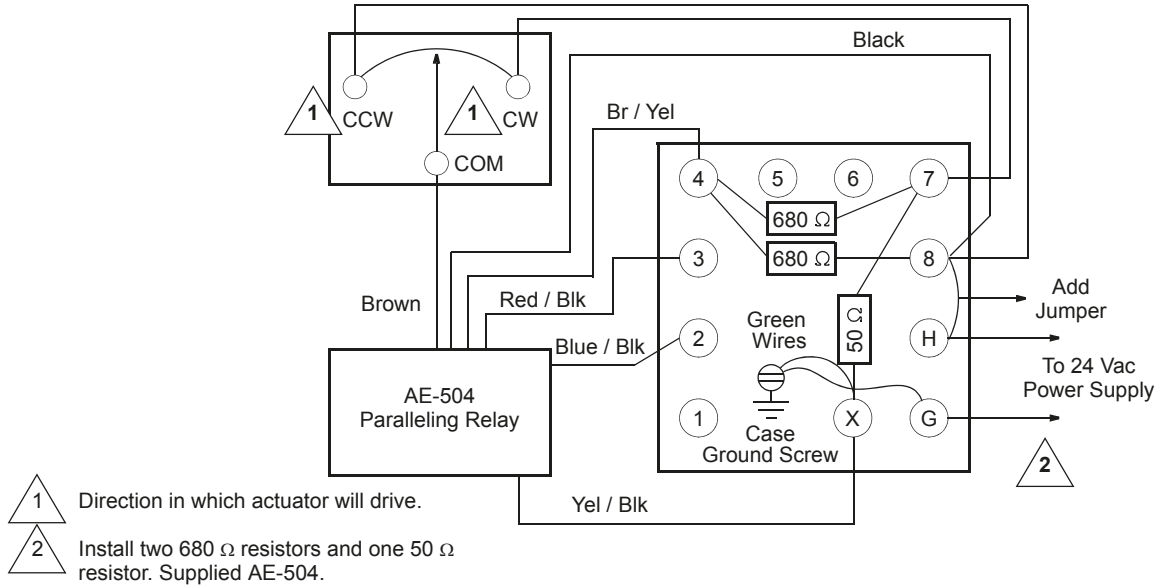 Black
1
CCW
1
CW
COM
Br / Yel
4
5
6
7
680 Ω
680 Ω
3
8
Brown
Red / Blk
Add
Jumper
50 Ω
Green
Wires
H
2
Blue / Blk
To 24 Vac
Power Supply
AE-504
Paralleling Relay
1
X
G
Case
Ground Screw
2
Yel / Blk
1 Direction in which actuator will drive.
2 Install two 680 Ω resistors and one 50 Ω
resistor. Supplied AE-504.